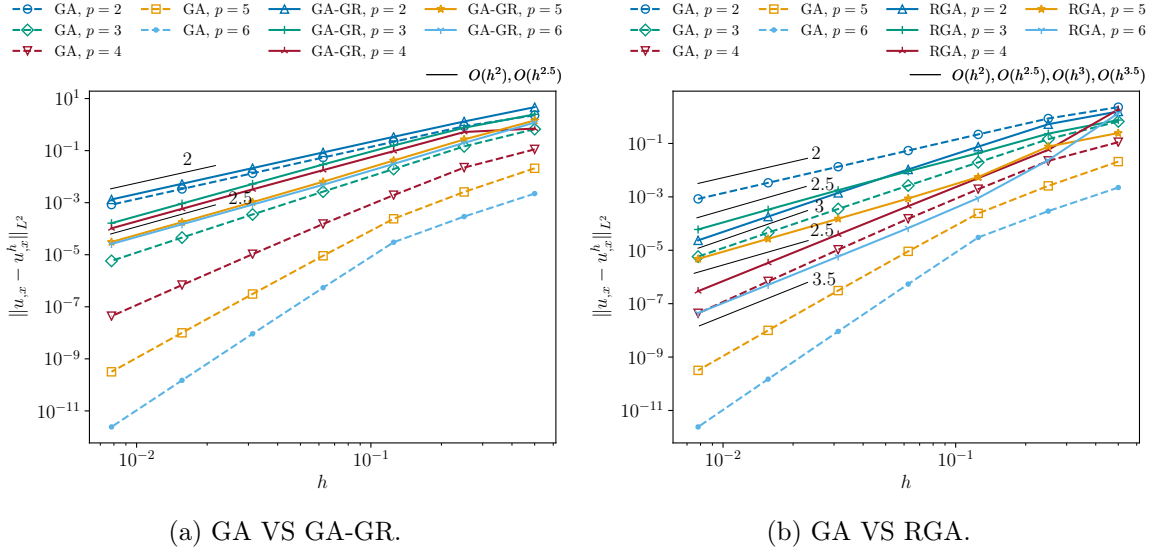 GA, p = 2
GA, p = 3
GA, p = 4
GA, p = 5
GA, p = 6
GA-GR, p = 2
GA-GR, p = 3
GA-GR, p = 4
GA-GR, p = 5
GA-GR, p = 6
O(h^2), O(h^{2.5})
10^1
10^{-1}
10^{-3}
10^{-5}
10^{-7}
10^{-9}
10^{-11}
||u_{,x} − u^h_{,x}||_{L^2}
2
2.5
10^{-2}
10^{-1}
h
(a) GA VS GA-GR.
GA, p = 2
GA, p = 3
GA, p = 4
GA, p = 5
GA, p = 6
RGA, p = 2
RGA, p = 3
RGA, p = 4
RGA, p = 5
RGA, p = 6
O(h^2), O(h^{2.5}), O(h^3), O(h^{3.5})
10^{-1}
10^{-3}
10^{-5}
10^{-7}
10^{-9}
10^{-11}
||u_{,x} − u^h_{,x}||_{L^2}
2
2.5
3
2.5
3.5
10^{-2}
10^{-1}
h
(b) GA VS RGA.